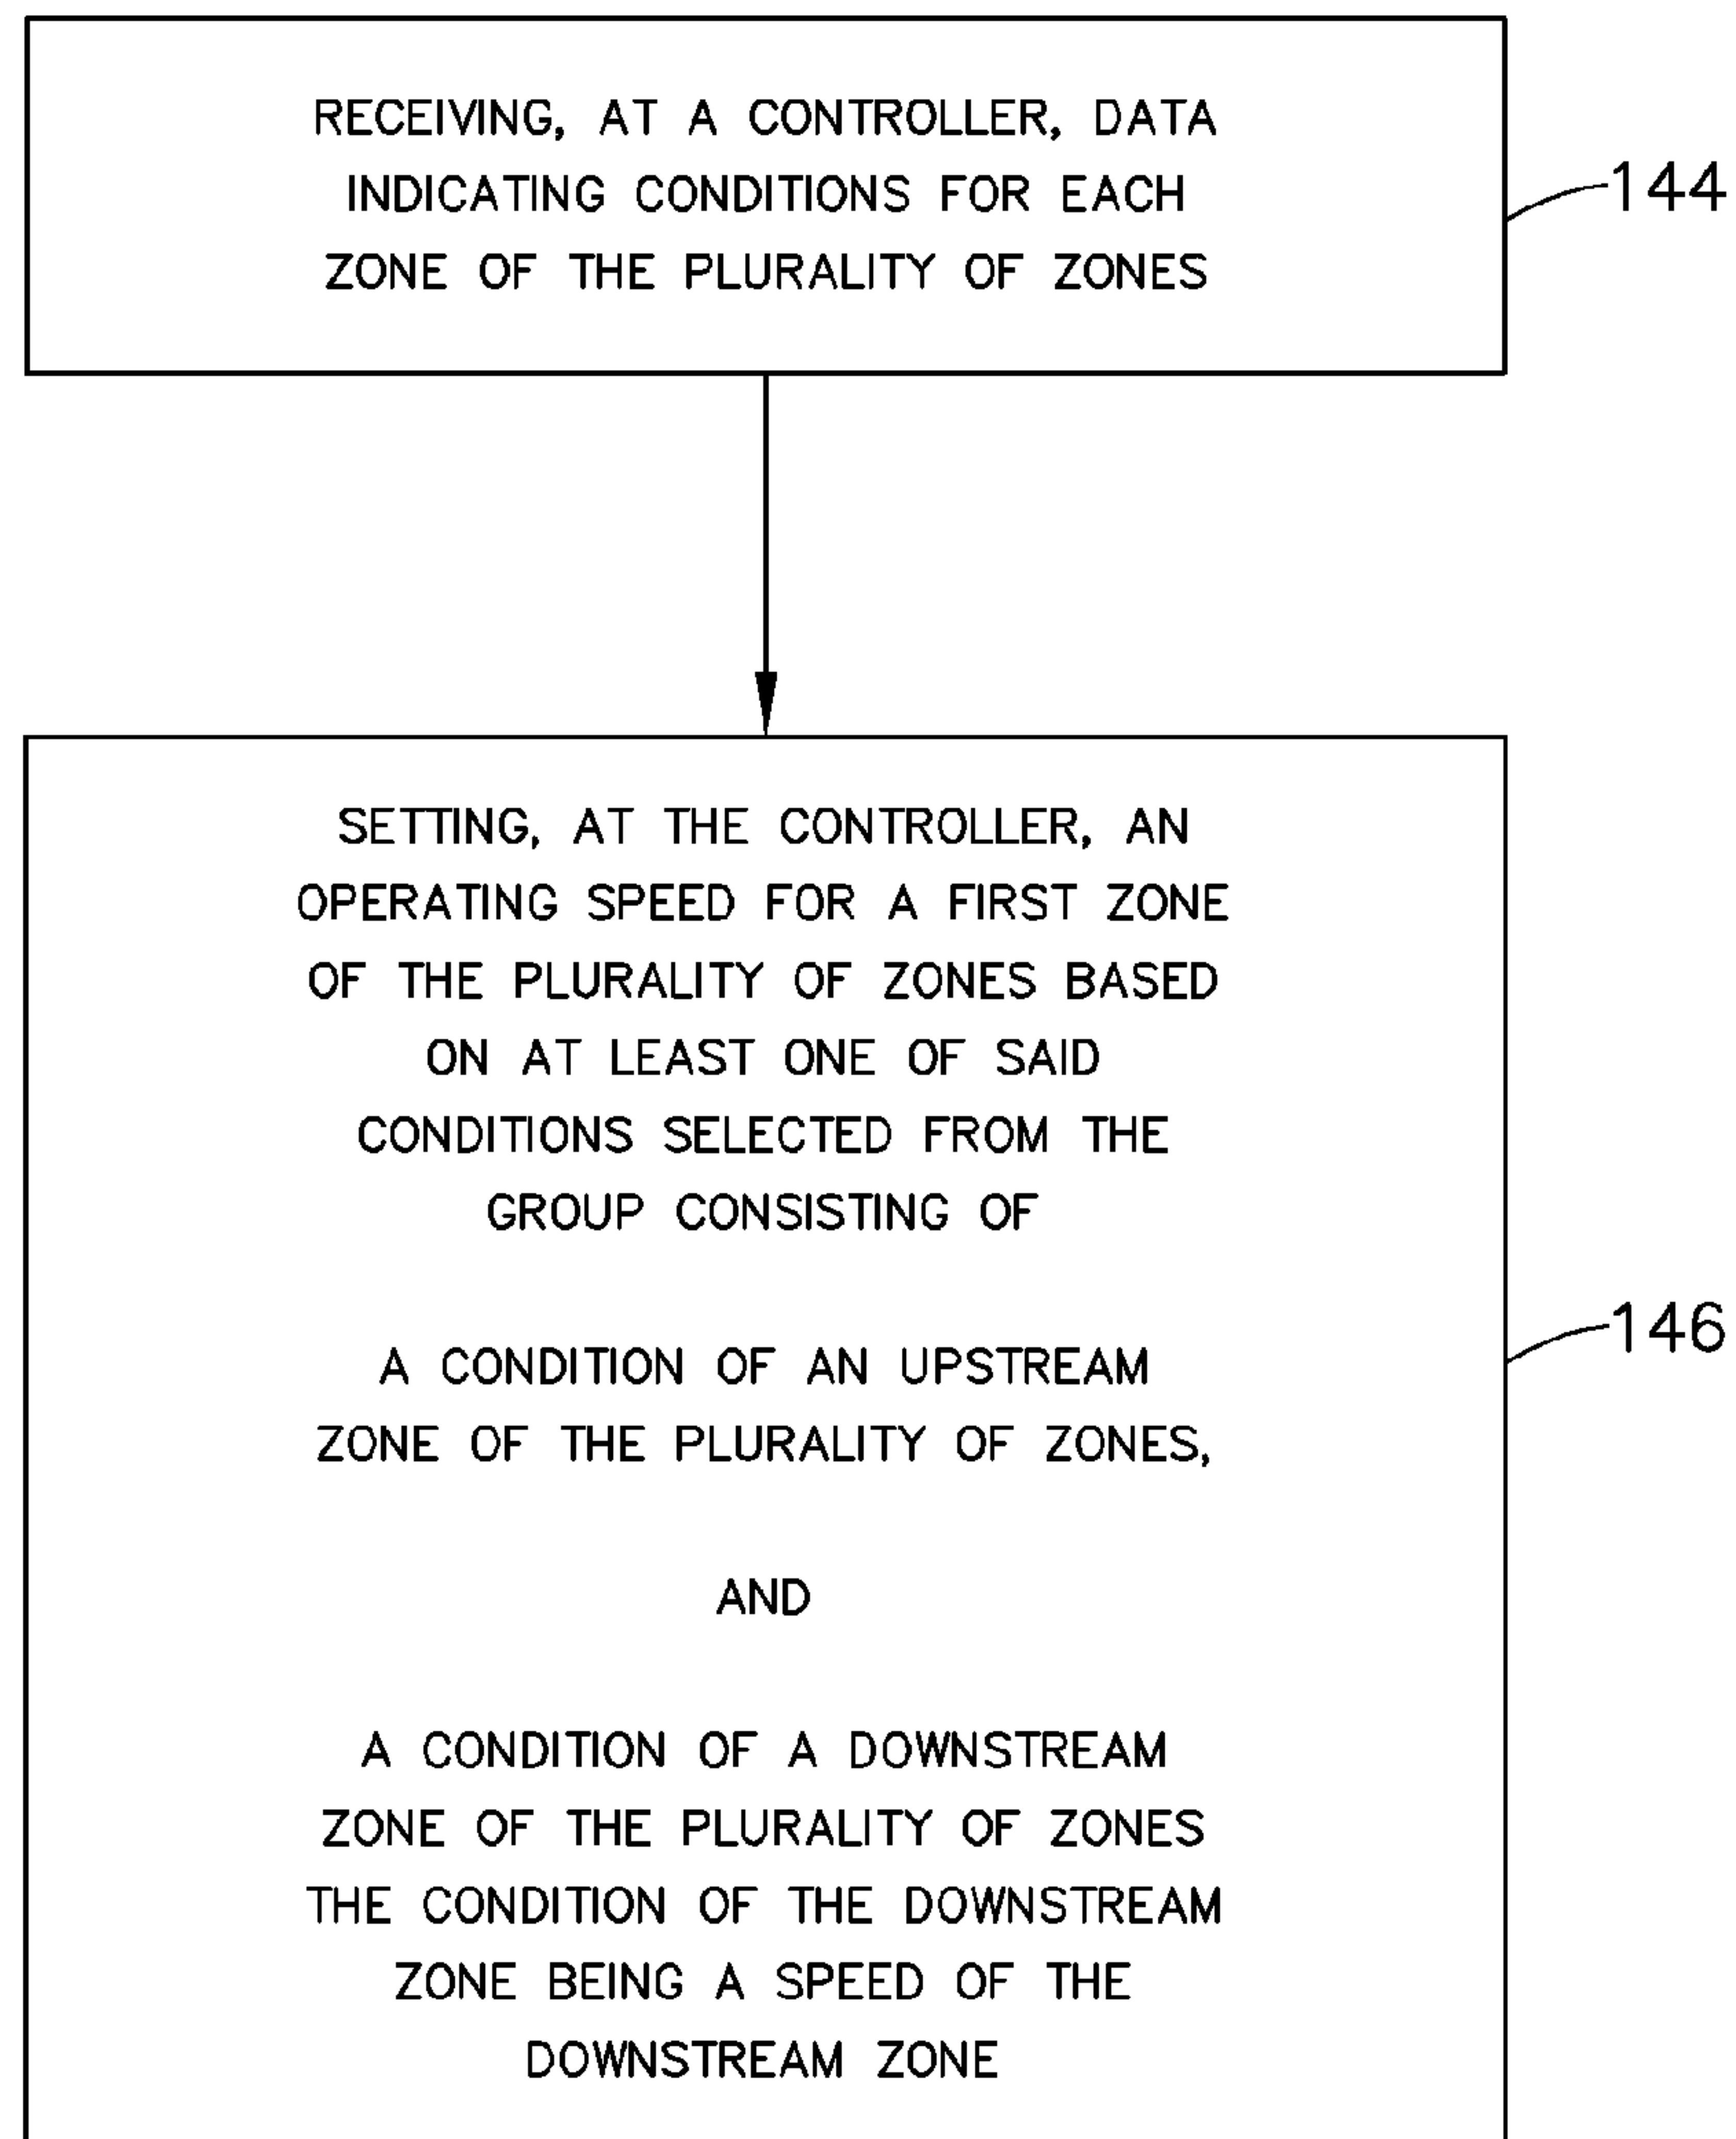 RECEIVING, AT A CONTROLLER, DATA
INDICATING CONDITIONS FOR EACH
ZONE OF THE PLURALITY OF ZONES
144
SETTING, AT THE CONTROLLER, AN
OPERATING SPEED FOR A FIRST ZONE
OF THE PLURALITY OF ZONES BASED
ON AT LEAST ONE OF SAID
CONDITIONS SELECTED FROM THE
GROUP CONSISTING OF
A CONDITION OF AN UPSTREAM
ZONE OF THE PLURALITY OF ZONES,
AND
A CONDITION OF A DOWNSTREAM
ZONE OF THE PLURALITY OF ZONES
THE CONDITION OF THE DOWNSTREAM
ZONE BEING A SPEED OF THE
DOWNSTREAM ZONE
146